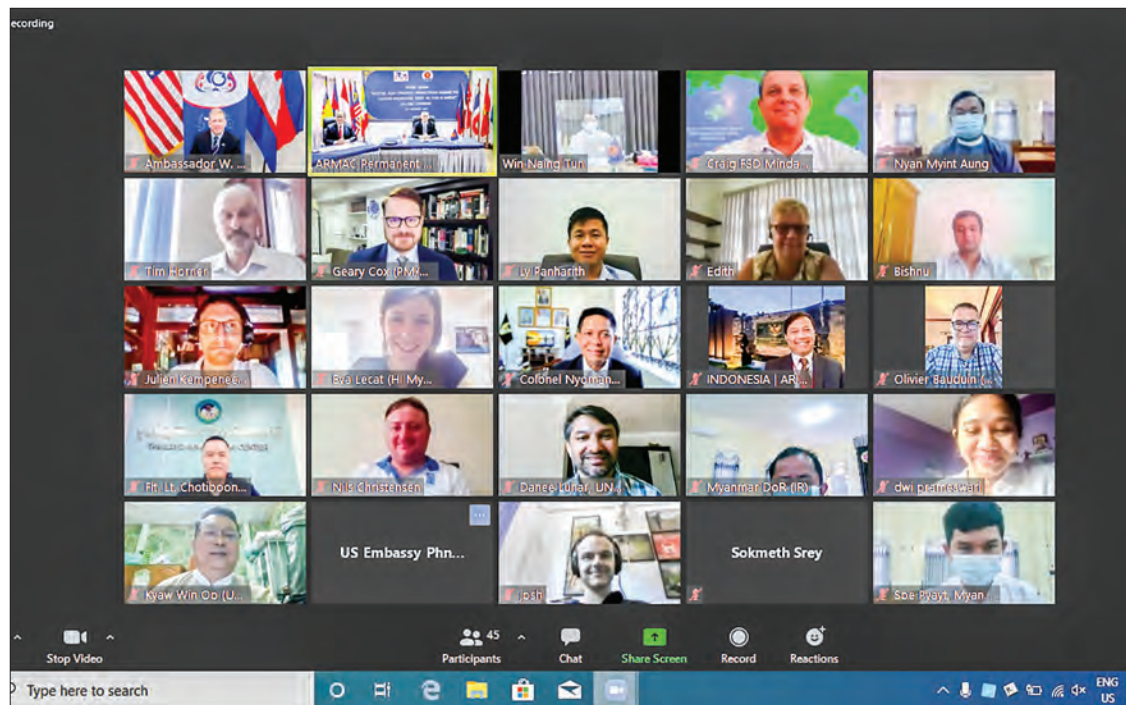 ecording
Ambassador W. ...
ARMAC Permanent ...
Win Naing Tun
Craig FSD Minda...
Nyan Myint Aung
Tim Horner
Geary Cox (PM/...
Ly Panharith
Edith
Bishnu
Julien Kempenee...
Eva Lecat (HI My...
Colonel Nyoman...
INDONESIA | AR...
Olivier Bauduin (...
Flt. Lt. Chotiboon...
Nils Christensen
Danee Luhar, UN...
Myanmar DoR (IR)
dwi prameswari
Kyaw Win Oo (U...
US Embassy Phn...
josh
Sokmeth Srey
Soe Pyayt, Myan...
Stop Video
45
Participants
Chat
Share Screen
Record
Reactions
Type here to search
ENG
US